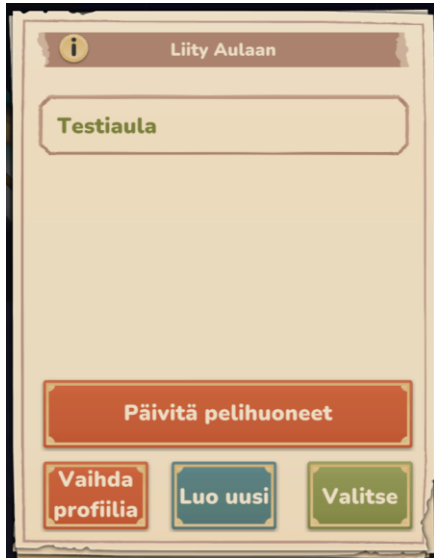 i
Liity Aulaan
Testiaula
Päivitä pelihuoneet
Vaihda
profiilia
Luo uusi
Valitse